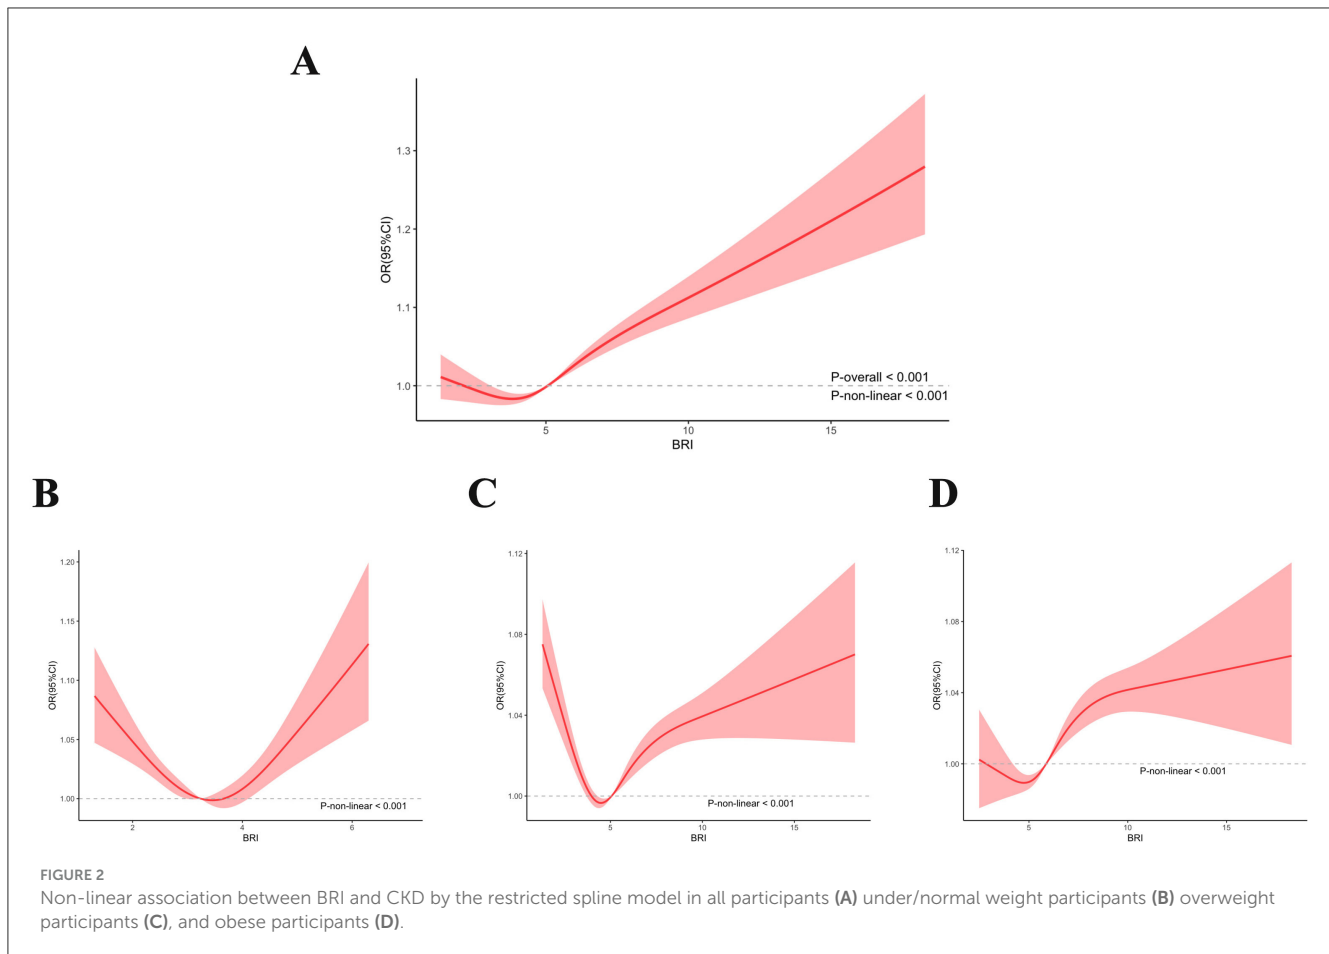 A
OR(95%CI)
1.3
1.2
1.1
1.0
P-overall < 0.001
P-non-linear < 0.001
5 10 15
BRI
B
OR(95%CI)
1.20
1.15
1.10
1.05
1.00
P-non-linear < 0.001
2 4 6
BRI
C
OR(95%CI)
1.12
1.08
1.04
1.00
P-non-linear < 0.001
5 10 15
BRI
D
OR(95%CI)
1.12
1.08
1.04
1.00
P-non-linear < 0.001
5 10 15
BRI
FIGURE 2
Non-linear association between BRI and CKD by the restricted spline model in all participants (A) under/normal weight participants (B) overweight
participants (C), and obese participants (D).